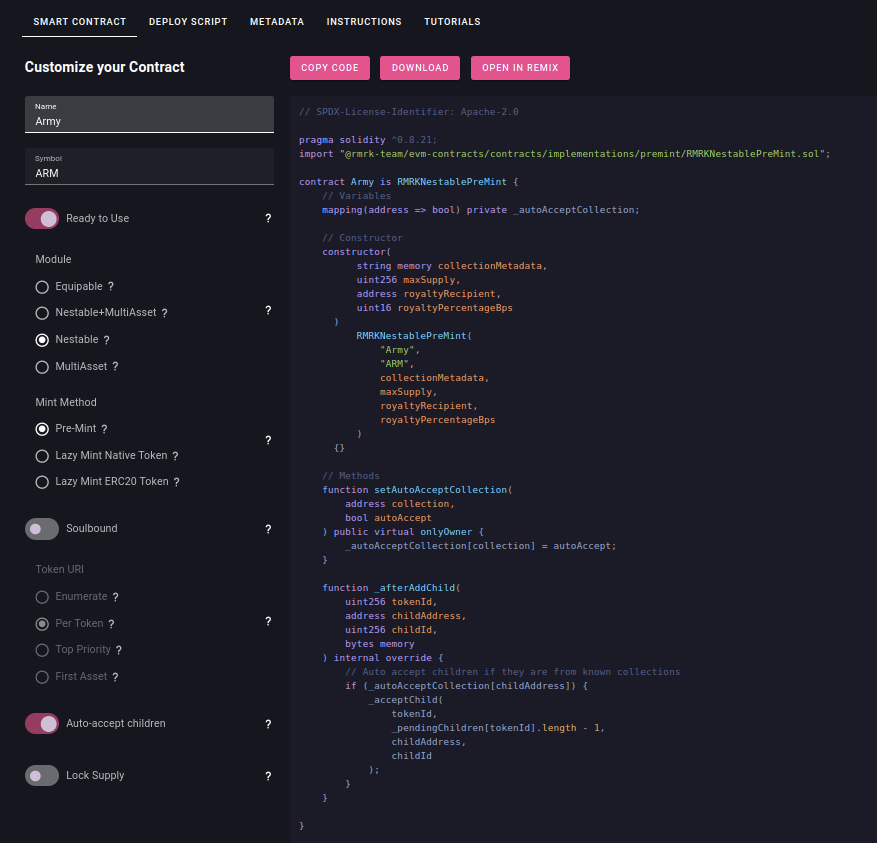 SMART CONTRACT DEPLOY SCRIPT METADATA INSTRUCTIONS TUTORIALS
Customize your Contract
COPY CODE DOWNLOAD OPEN IN REMIX
Name
Army
Symbol
ARM
Ready to Use ?
Module
Equipable ?
Nestable+MultiAsset ? ?
Nestable ?
MultiAsset ?
Mint Method
Pre-Mint ?
?
Lazy Mint Native Token ?
Lazy Mint ERC20 Token ?
Soulbound ?
Token URI
Enumerate ?
Per Token ? ?
Top Priority ?
First Asset ?
Auto-accept children ?
Lock Supply ?
// SPDX-License-Identifier: Apache-2.0
pragma solidity ^0.8.21;
import "@rmrk-team/evm-contracts/contracts/implementations/premint/RMRKNestablePreMint.sol";
contract Army is RMRKNestablePreMint {
// Variables
mapping(address => bool) private _autoAcceptCollection;
// Constructor
constructor(
string memory collectionMetadata,
uint256 maxSupply,
address royaltyRecipient,
uint16 royaltyPercentageBps
)
RMRKNestablePreMint(
"Army",
"ARM",
collectionMetadata,
maxSupply,
royaltyRecipient,
royaltyPercentageBps
)
{}
// Methods
function setAutoAcceptCollection(
address collection,
bool autoAccept
) public virtual onlyOwner {
_autoAcceptCollection[collection] = autoAccept;
}
function _afterAddChild(
uint256 tokenId,
address childAddress,
uint256 childId,
bytes memory
) internal override {
// Auto accept children if they are from known collections
if (_autoAcceptCollection[childAddress]) {
_acceptChild(
tokenId,
_pendingChildren[tokenId].length - 1,
childAddress,
childId
);
}
}
}